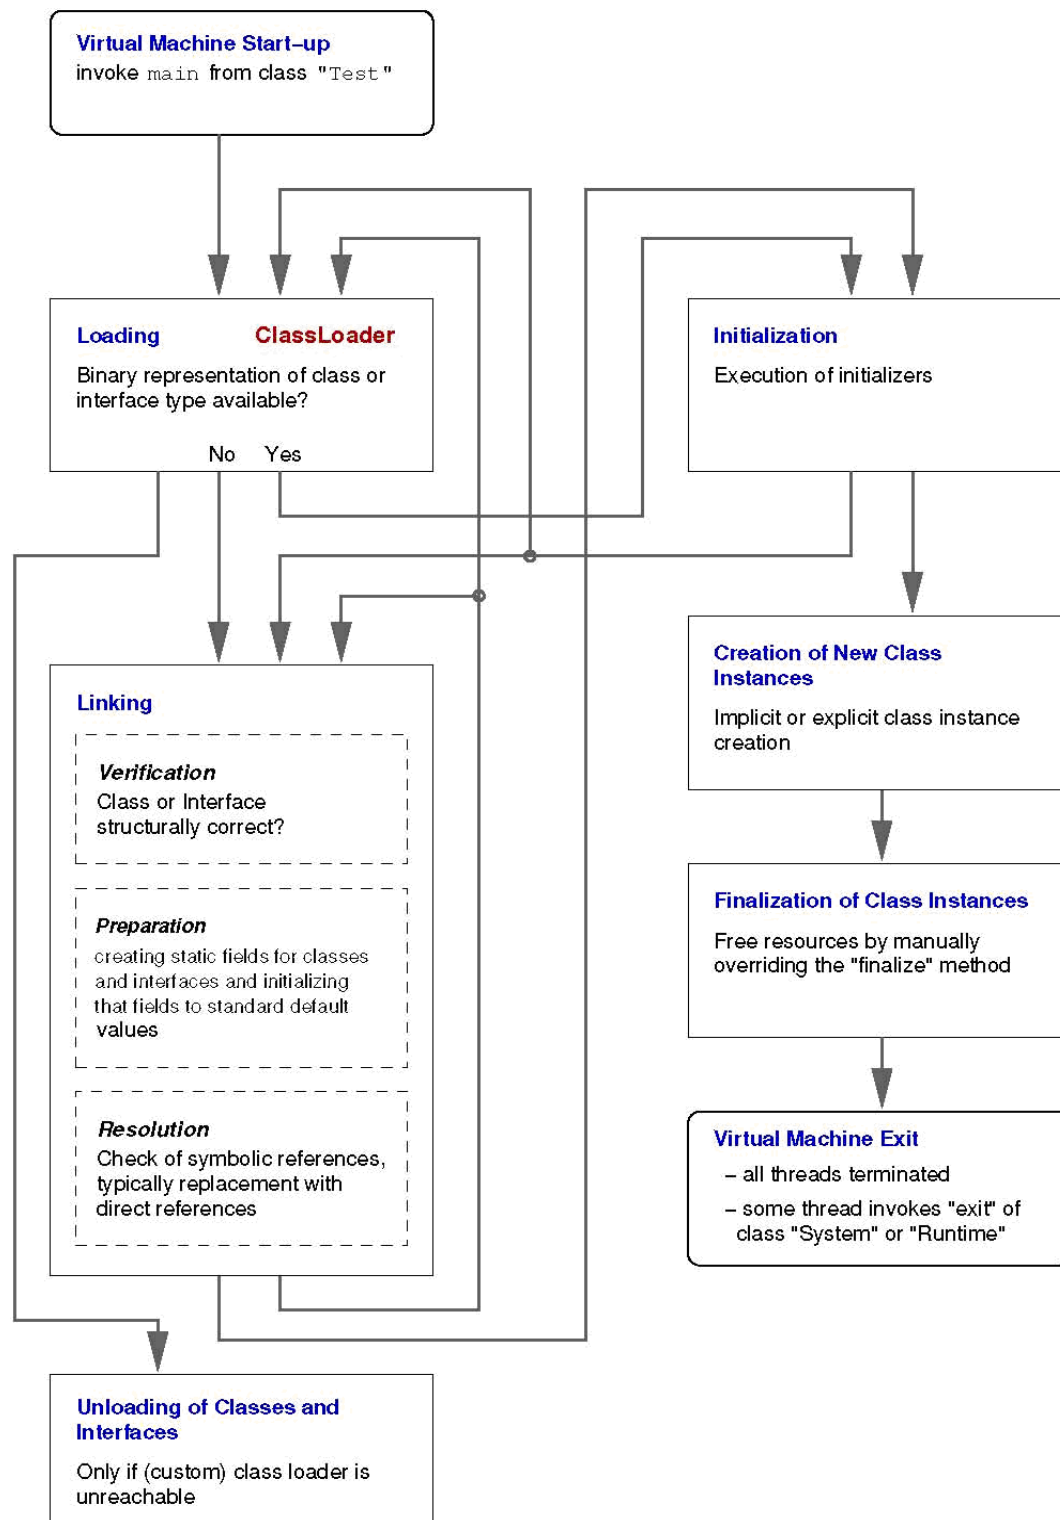 Virtual Machine Start-up
invoke main from class "Test"
Loading ClassLoader
Binary representation of class or
interface type available?
No Yes
Initialization
Execution of initializers
Linking
Verification
Class or Interface
structurally correct?
Preparation
creating static fields for classes
and interfaces and initializing
that fields to standard default
values
Resolution
Check of symbolic references,
typically replacement with
direct references
Creation of New Class
Instances
Implicit or explicit class instance
creation
Finalization of Class Instances
Free resources by manually
overriding the "finalize" method
Virtual Machine Exit
– all threads terminated
– some thread invokes "exit" of
class "System" or "Runtime"
Unloading of Classes and
Interfaces
Only if (custom) class loader is
unreachable